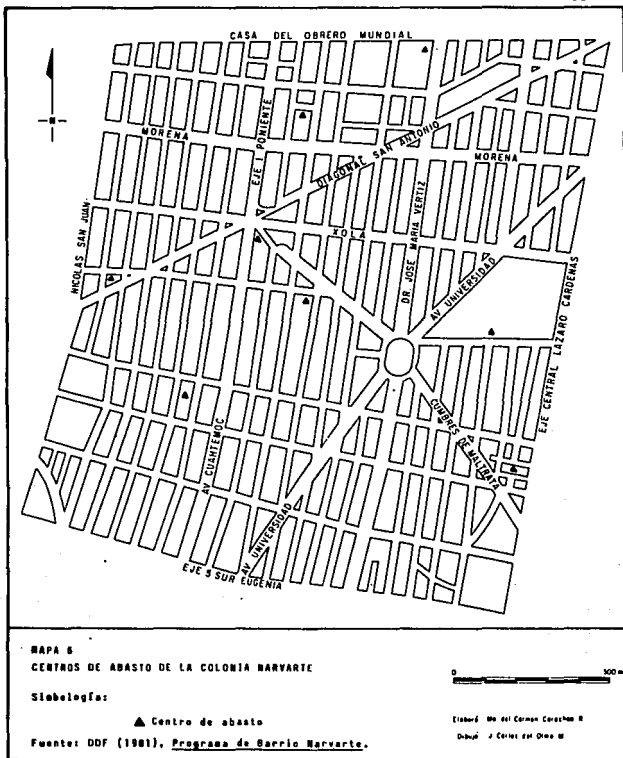 CASA DEL OBRERO MUNDIAL
MORENA
EJE 1 PONIENTE
DIAGONAL SAN ANTONIO
MORENA
NICOLAS SAN JUAN
XOLA
DR. JOSE MARIA VERTIZ
AV UNIVERSIDAD
EJE CENTRAL LAZARO CARDENAS
AV CUAHTEMOC
CUMBRES DE MALTRATA
AV UNIVERSIDAD
EJE 5 SUR EUGENIA
MAPA 6
CENTROS DE ABASTO DE LA COLONIA NARVARTE
0 500 m
Simbología:
Centro de abasto
Elaboró Ma del Carmen
Dibujó J Carlos del Olmo M
Fuente: DDF (1981), Programa de Barrio Narvarte.